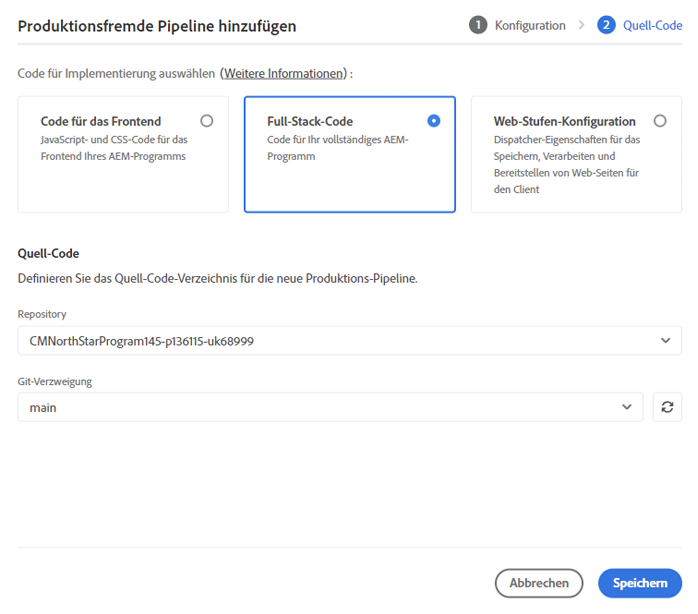 Produktionsfremde Pipeline hinzufügen
1 Konfiguration 2 Quell-Code
Code für Implementierung auswählen (Weitere Informationen) :
Code für das Frontend
JavaScript- und CSS-Code für das
Frontend Ihres AEM-Programms
Full-Stack-Code
Code für Ihr vollständiges AEM-
Programm
Web-Stufen-Konfiguration
Dispatcher-Eigenschaften für das
Speichern, Verarbeiten und
Bereitstellen von Web-Seiten für
den Client
Quell-Code
Definieren Sie das Quell-Code-Verzeichnis für die neue Produktions-Pipeline.
Repository
CMNorthStarProgram145-p136115-uk68999
Git-Verzweigung
main
Abbrechen
Speichern